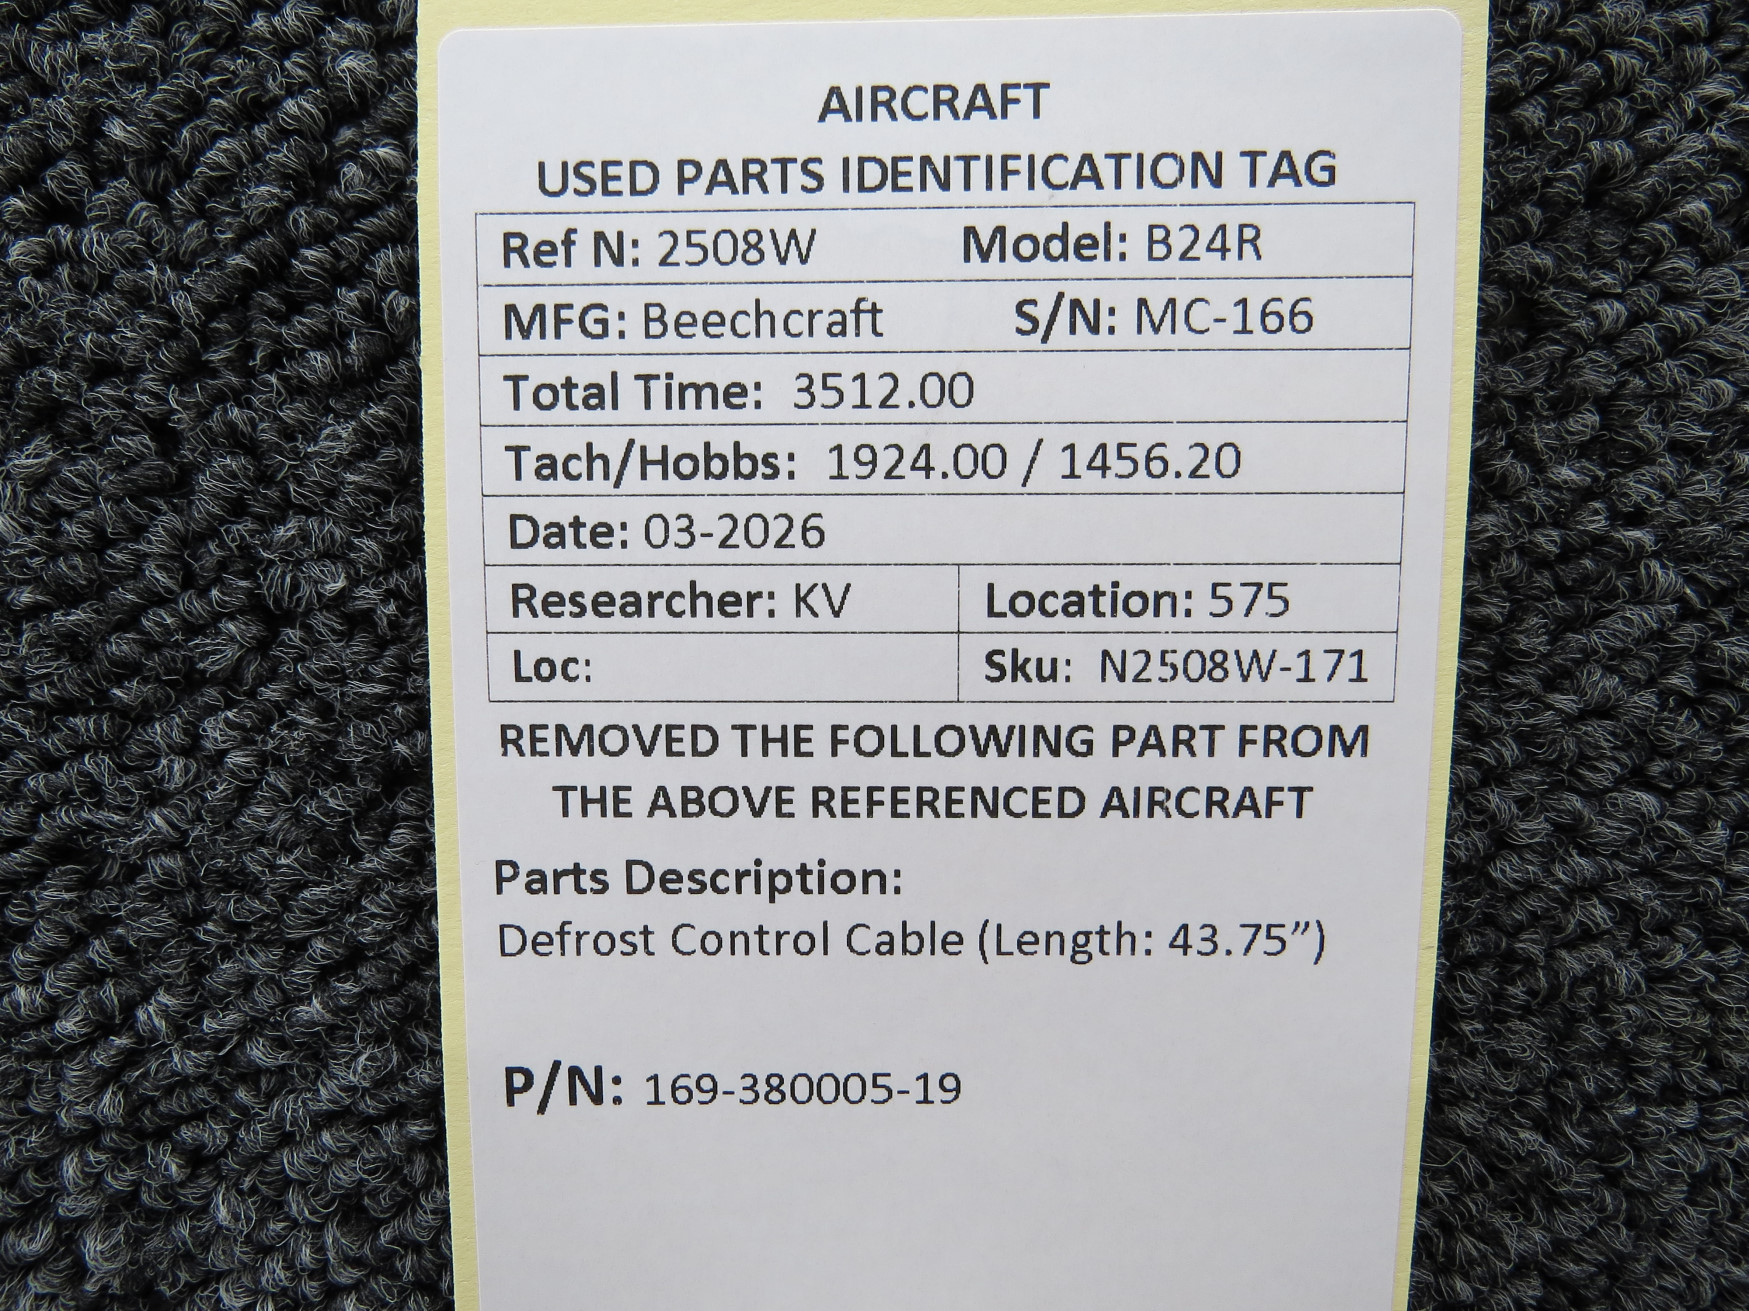 AIRCRAFT
USED PARTS IDENTIFICATION TAG
Ref N: 2508W Model: B24R
MFG: Beechcraft S/N: MC-166
Total Time: 3512.00
Tach/Hobbs: 1924.00 / 1456.20
Date: 03-2026
Researcher: KV Location: 575
Loc: Sku: N2508W-171
REMOVED THE FOLLOWING PART FROM
THE ABOVE REFERENCED AIRCRAFT
Parts Description:
Defrost Control Cable (Length: 43.75”)
P/N: 169-380005-19